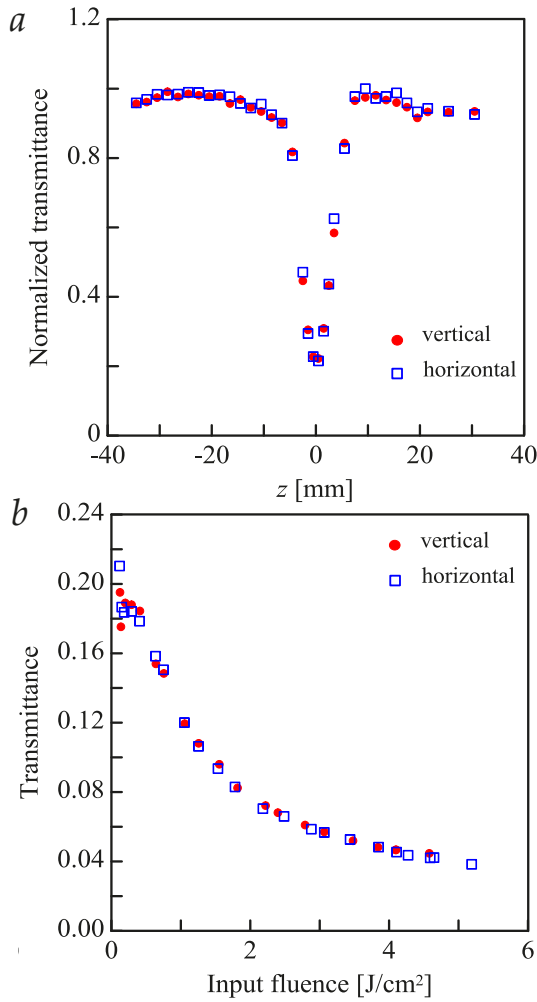 a
1.2
0.8
0.4
0
Normalized transmittance
vertical
horizontal
-40
-20
0
20
40
z [mm]
b
0.24
0.20
0.16
0.12
0.08
0.04
0.00
Transmittance
vertical
horizontal
0
2
4
6
Input fluence [J/cm²]